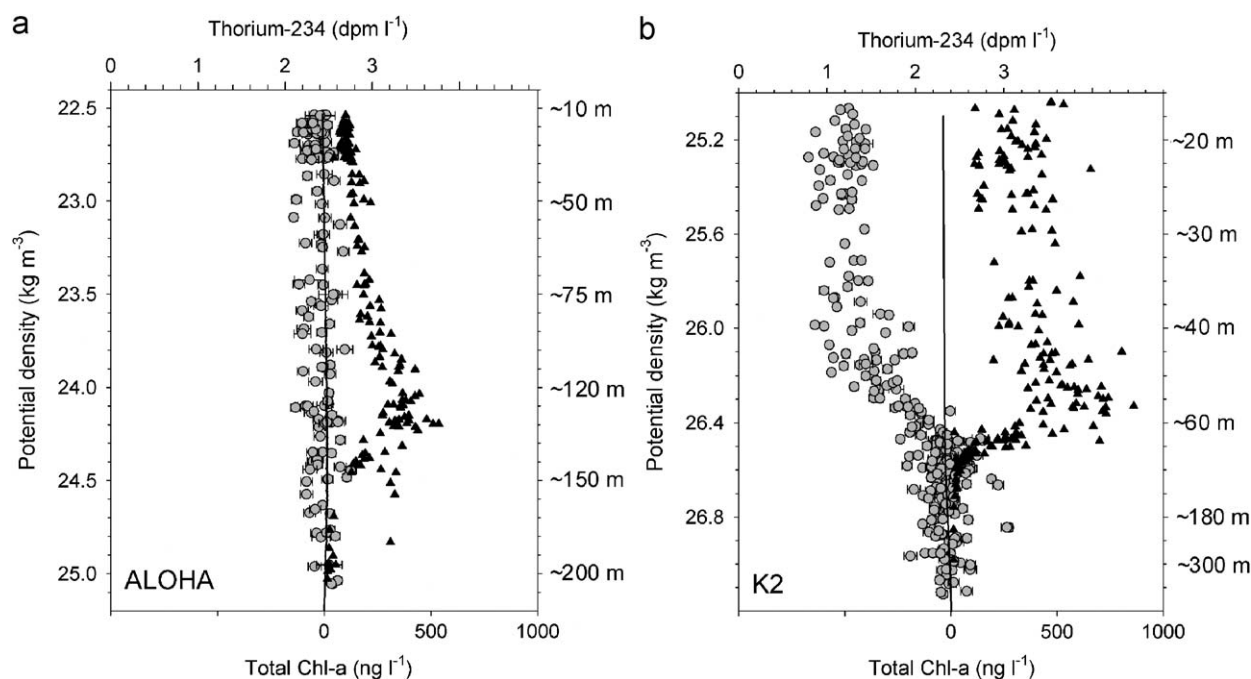 a
Thorium-234 (dpm l⁻¹)
0 1 2 3
Potential density (kg m⁻³)
22.5
23.0
23.5
24.0
24.5
25.0
~10 m
~50 m
~75 m
~120 m
~150 m
~200 m
ALOHA
0 500 1000
Total Chl-a (ng l⁻¹)
b
Thorium-234 (dpm l⁻¹)
0 1 2 3
Potential density (kg m⁻³)
25.2
25.6
26.0
26.4
26.8
~20 m
~30 m
~40 m
~60 m
~180 m
~300 m
K2
0 500 1000
Total Chl-a (ng l⁻¹)